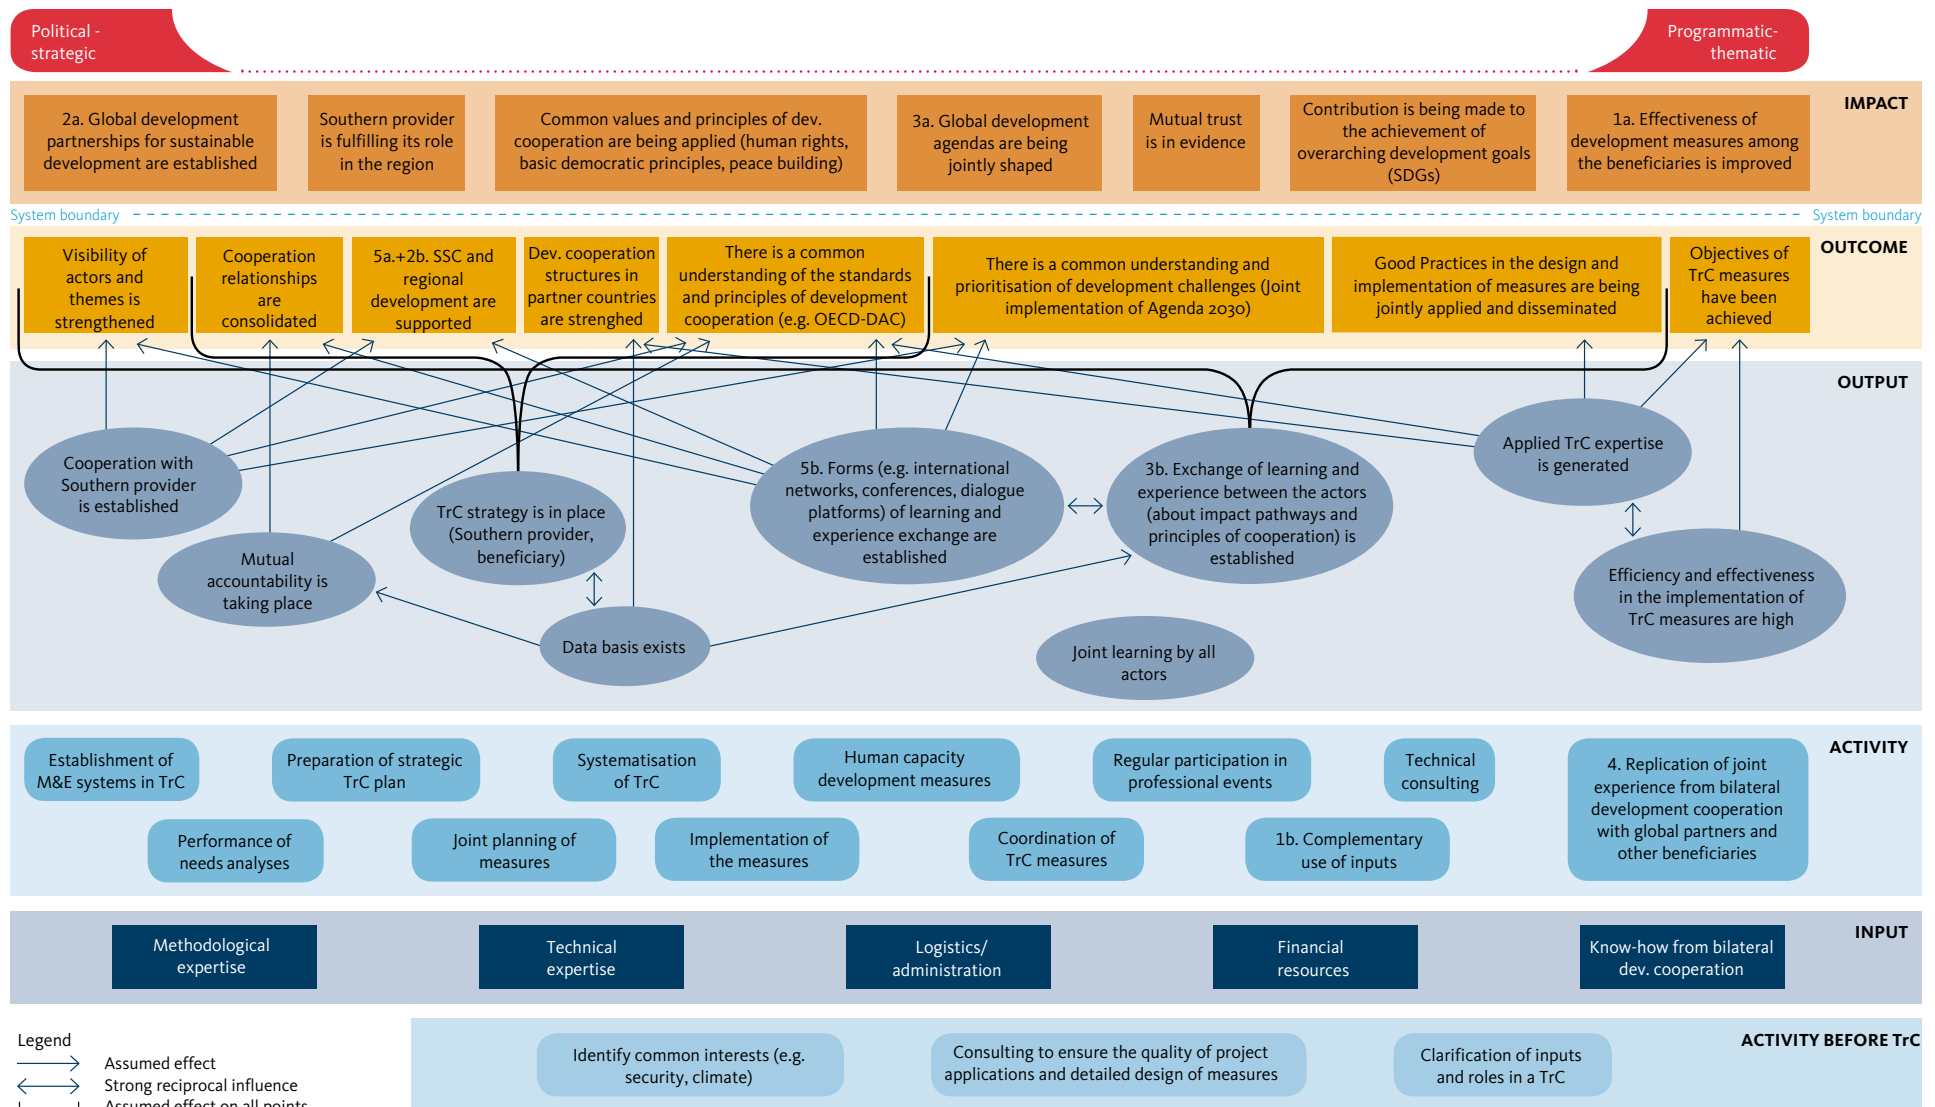 Political -
strategic
Programmatic-
thematic
IMPACT
2a. Global development
partnerships for sustainable
development are established
Southern provider
is fulfilling its role
in the region
Common values and principles of dev.
cooperation are being applied (human rights,
basic democratic principles, peace building)
3a. Global development
agendas are being
jointly shaped
Mutual trust
is in evidence
Contribution is being made to
the achievement of
overarching development goals
(SDGs)
1a. Effectiveness of
development measures among
the beneficiaries is improved
System boundary
System boundary
OUTCOME
Visibility of
actors and
themes is
strengthened
Cooperation
relationships
are
consolidated
5a.+2b. SSC and
regional
development are
supported
Dev. cooperation
structures in
partner countries
are strenghed
There is a common
understanding of the standards
and principles of development
cooperation (e.g. OECD-DAC)
There is a common understanding and
prioritisation of development challenges (Joint
implementation of Agenda 2030)
Good Practices in the design and
implementation of measures are being
jointly applied and disseminated
Objectives of
TrC measures
have been
achieved
OUTPUT
Cooperation with
Southern provider
is established
Mutual
accountability is
taking place
TrC strategy is in place
(Southern provider,
beneficiary)
Data basis exists
5b. Forms (e.g. international
networks, conferences, dialogue
platforms) of learning and
experience exchange are
established
3b. Exchange of learning and
experience between the actors
(about impact pathways and
principles of cooperation) is
established
Joint learning by all
actors
Applied TrC expertise
is generated
Efficiency and effectiveness
in the implementation of
TrC measures are high
ACTIVITY
Establishment of
M&E systems in TrC
Preparation of strategic
TrC plan
Systematisation
of TrC
Human capacity
development measures
Regular participation in
professional events
Technical
consulting
4. Replication of joint
experience from bilateral
development cooperation
with global partners and
other beneficiaries
Performance of
needs analyses
Joint planning of
measures
Implementation of
the measures
Coordination of
TrC measures
1b. Complementary
use of inputs
INPUT
Methodological
expertise
Technical
expertise
Logistics/
administration
Financial
resources
Know-how from bilateral
dev. cooperation
ACTIVITY BEFORE TrC
Identify common interests (e.g.
security, climate)
Consulting to ensure the quality of project
applications and detailed design of measures
Clarification of inputs
and roles in a TrC
Legend
Assumed effect
Strong reciprocal influence
Assumed effect on all points